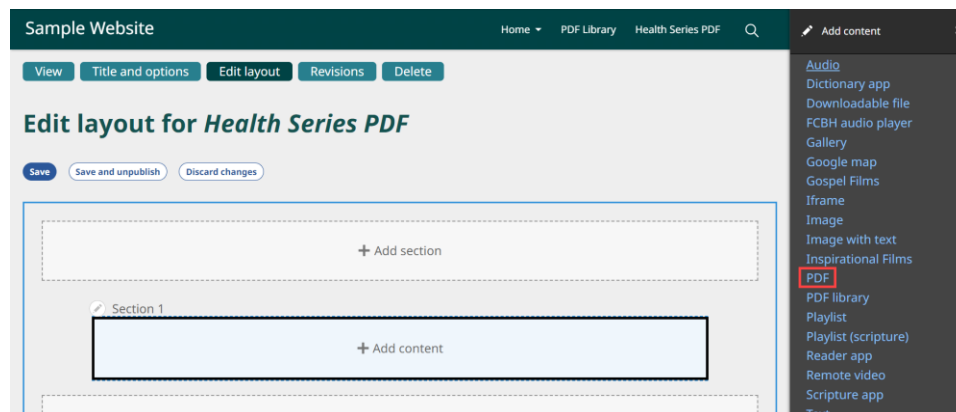 Sample Website
Home
PDF Library
Health Series PDF
View
Title and options
Edit layout
Revisions
Delete
Edit layout for Health Series PDF
Save
Save and unpublish
Discard changes
+ Add section
Section 1
+ Add content
Add content
Audio
Dictionary app
Downloadable file
FCBH audio player
Gallery
Google map
Gospel Films
Iframe
Image
Image with text
Inspirational Films
PDF
PDF library
Playlist
Playlist (scripture)
Reader app
Remote video
Scripture app